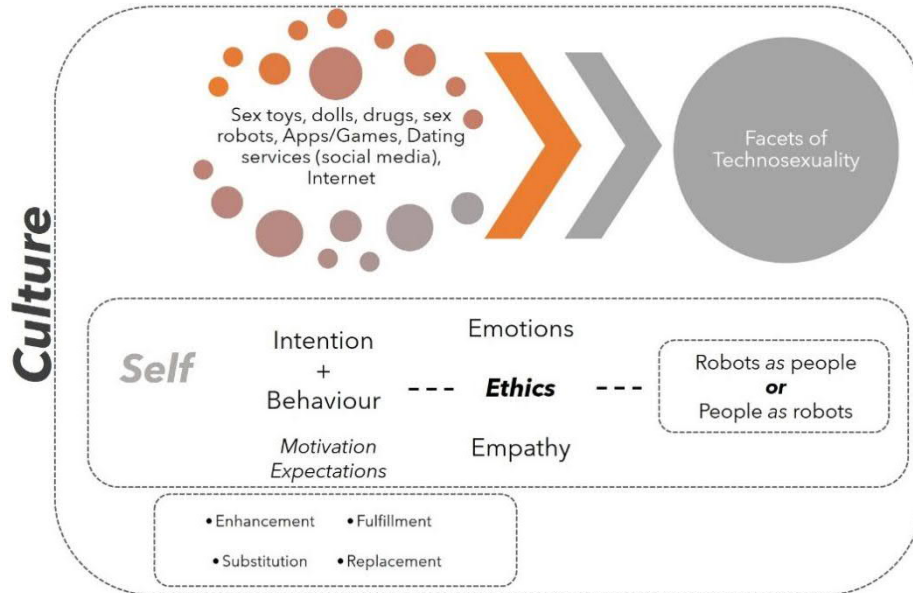 Culture
Sex toys, dolls, drugs, sex
robots, Apps/Games, Dating
services (social media),
Internet
Facets of
Technosexuality
Self
Intention
+
Behaviour
Motivation
Expectations
Emotions
Ethics
Empathy
Robots as people
or
People as robots
• Enhancement
• Fulfillment
• Substitution
• Replacement